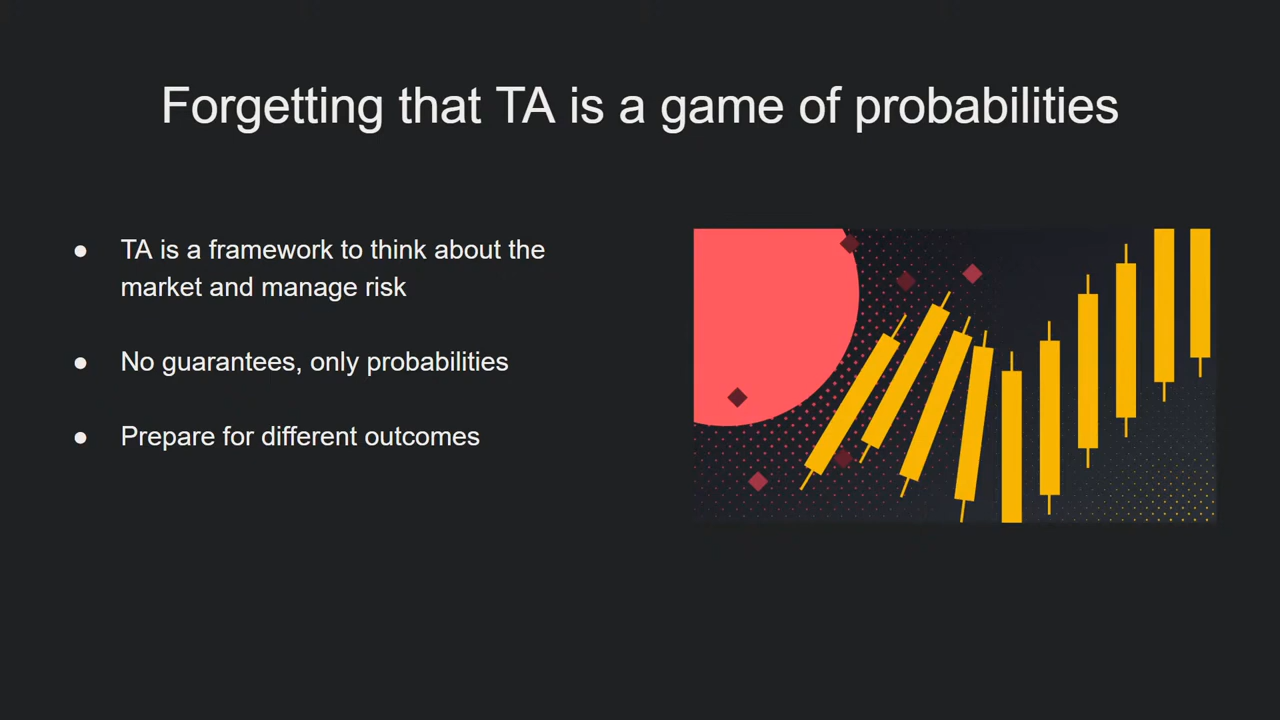 Forgetting that TA is a game of probabilities
● TA is a framework to think about the
market and manage risk
● No guarantees, only probabilities
● Prepare for different outcomes